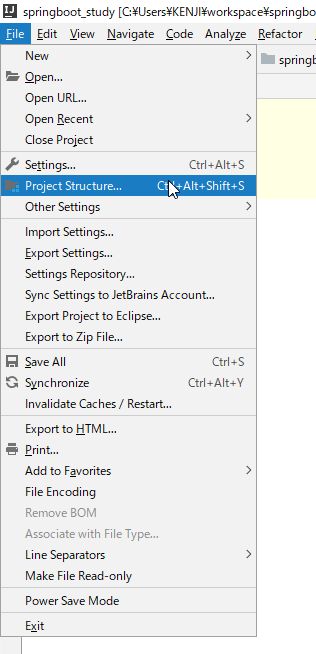 springboot_study [C:¥Users¥KENJI¥workspace¥springbo
File Edit View Navigate Code Analyze Refactor
springb
New
Open...
Open URL...
Open Recent
Close Project
Settings... Ctrl+Alt+S
Project Structure... Ctrl+Alt+Shift+S
Other Settings
Import Settings...
Export Settings...
Settings Repository...
Sync Settings to JetBrains Account...
Export Project to Eclipse...
Export to Zip File...
Save All Ctrl+S
Synchronize Ctrl+Alt+Y
Invalidate Caches / Restart...
Export to HTML...
Print...
Add to Favorites
File Encoding
Remove BOM
Associate with File Type...
Line Separators
Make File Read-only
Power Save Mode
Exit